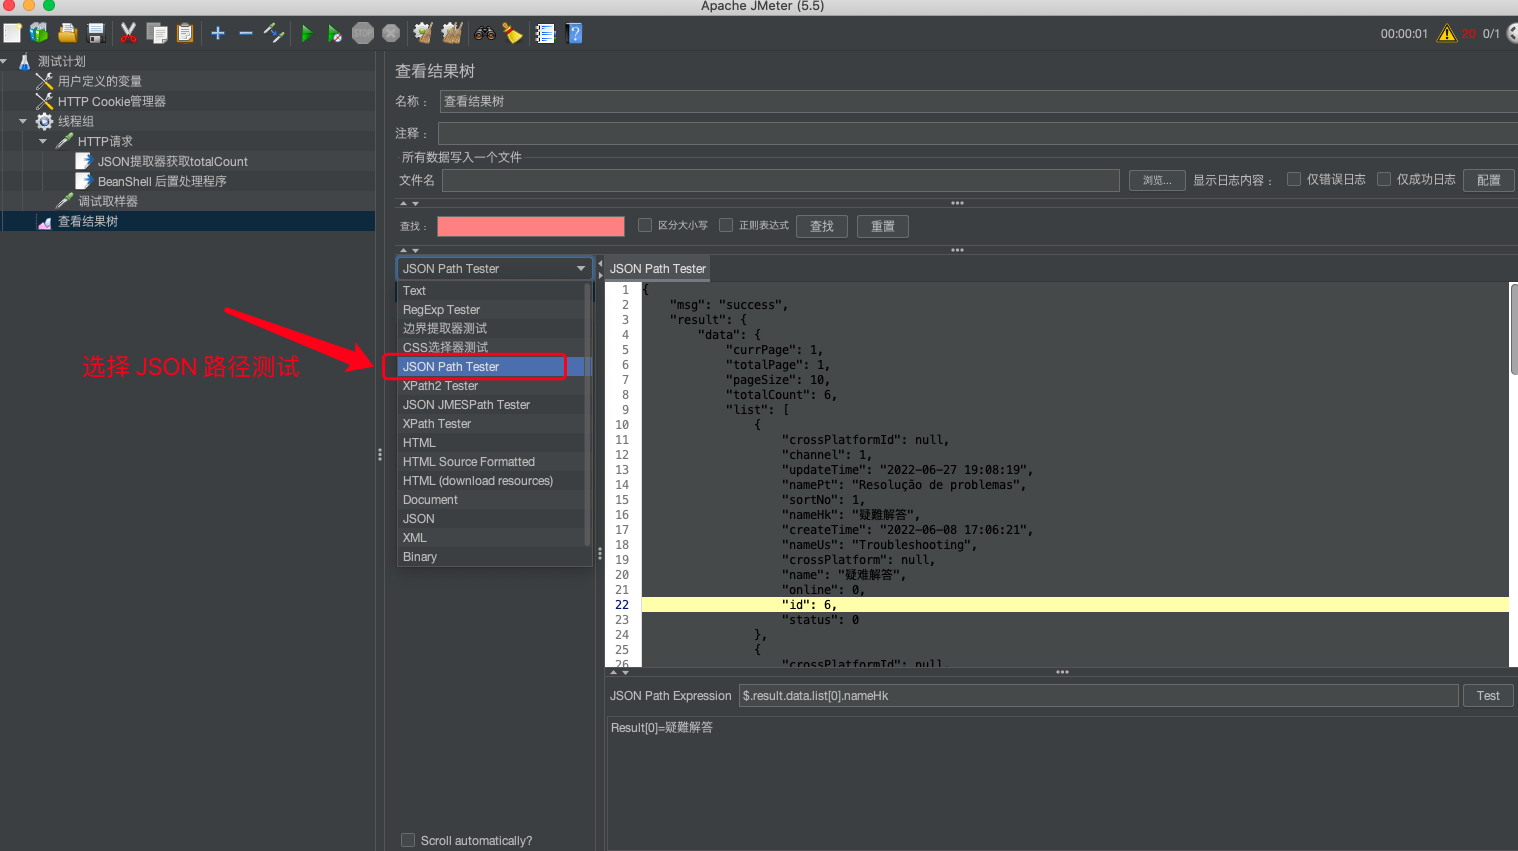 Apache JMeter (5.5)
00:00:01 20 0/1
测试计划
用户定义的变量
HTTP Cookie管理器
线程组
HTTP请求
JSON提取器获取totalCount
BeanShell 后置处理程序
调试取样器
查看结果树
选择 JSON 路径测试
查看结果树
名称： 查看结果树
注释：
所有数据写入一个文件
文件名 浏览... 显示日志内容： 仅错误日志 仅成功日志 配置
查找： 区分大小写 正则表达式 查找 重置
JSON Path Tester
Text
RegExp Tester
边界提取器测试
CSS选择器测试
JSON Path Tester
XPath2 Tester
JSON JMESPath Tester
XPath Tester
HTML
HTML Source Formatted
HTML (download resources)
Document
JSON
XML
Binary
Scroll automatically?
JSON Path Tester
1 {
2 "msg": "success",
3 "result": {
4 "data": {
5 "currPage": 1,
6 "totalPage": 1,
7 "pageSize": 10,
8 "totalCount": 6,
9 "list": [
10 {
11 "crossPlatformId": null,
12 "channel": 1,
13 "updateTime": "2022-06-27 19:08:19",
14 "namePt": "Resolução de problemas",
15 "sortNo": 1,
16 "nameHk": "疑難解答",
17 "createTime": "2022-06-08 17:06:21",
18 "nameUs": "Troubleshooting",
19 "crossPlatform": null,
20 "name": "疑难解答",
21 "online": 0,
22 "id": 6,
23 "status": 0
24 },
25 {
26 "crossPlatformId": null,
JSON Path Expression $.result.data.list[0].nameHk Test
Result[0]=疑難解答